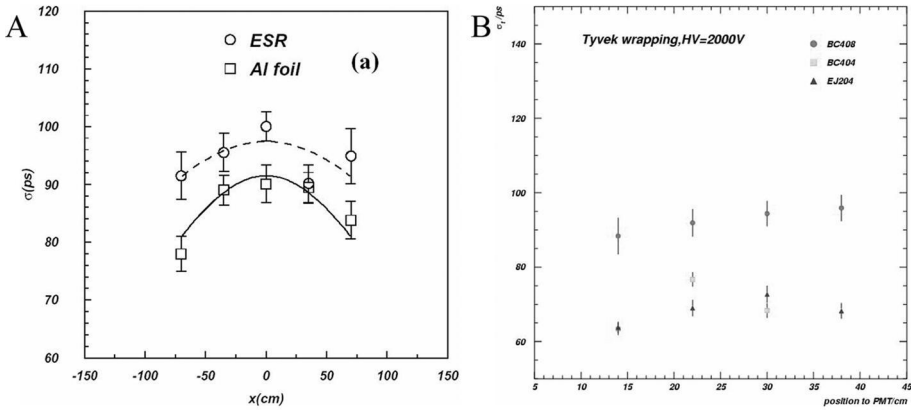 A
120
110
100
90
80
70
60
σ(ps)
ESR
Al foil
(a)
-150
-100
-50
0
50
100
150
x(cm)
B
σt/ps
140
120
100
80
60
Tyvek wrapping,HV=2000V
BC408
BC404
EJ204
5
10
15
20
25
30
35
40
45
position to PMT/cm